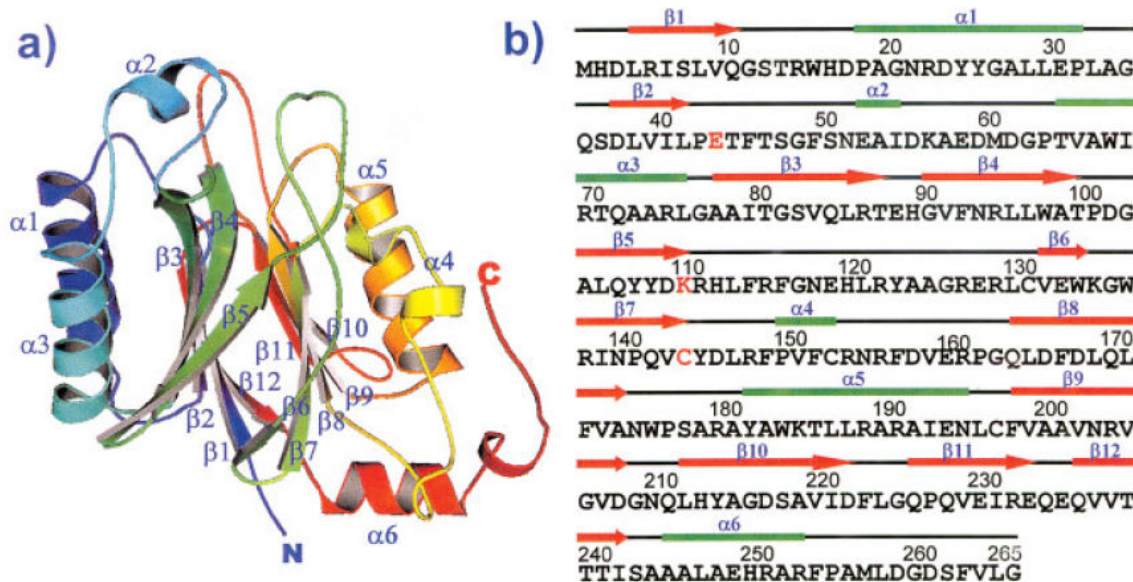 a)
α2
α5
α1
β4
α4
C
β3
β5
β10
α3
β11
β12
β9
β2
β6
β8
β1
β7
α6
N
b)
β1 α1
10 20 30
MHDLRISLVQGSTRWHDPAGNRDYYGALLEPLAG
β2 α2
40 50 60
QSDLVILPETFTSGFSNEAIDKAEDMDGPTVAWI
α3 β3 β4
70 80 90 100
RTQAARLGAAITGSVQLRTEHGVFNRLLWATPDG
β5 β6
110 120 130
ALQYYDKRHLFRFGNEHLRYAAGRERLCVEWKGW
β7 α4 β8
140 150 160 170
RINPQVCYDLRFPVFCRNRFDVERPGQLDFDLQL
α5 β9
180 190 200
FVANWPSARAYAWKTLLRARAIENLCFVAAVNRV
β10 β11 β12
210 220 230
GVDGNQLHYAGDSAVIDFLGQPQVEIREQEQVVT
α6
240 250 260 265
TTISAAALAEHRARFPAMLDGDSFVLG